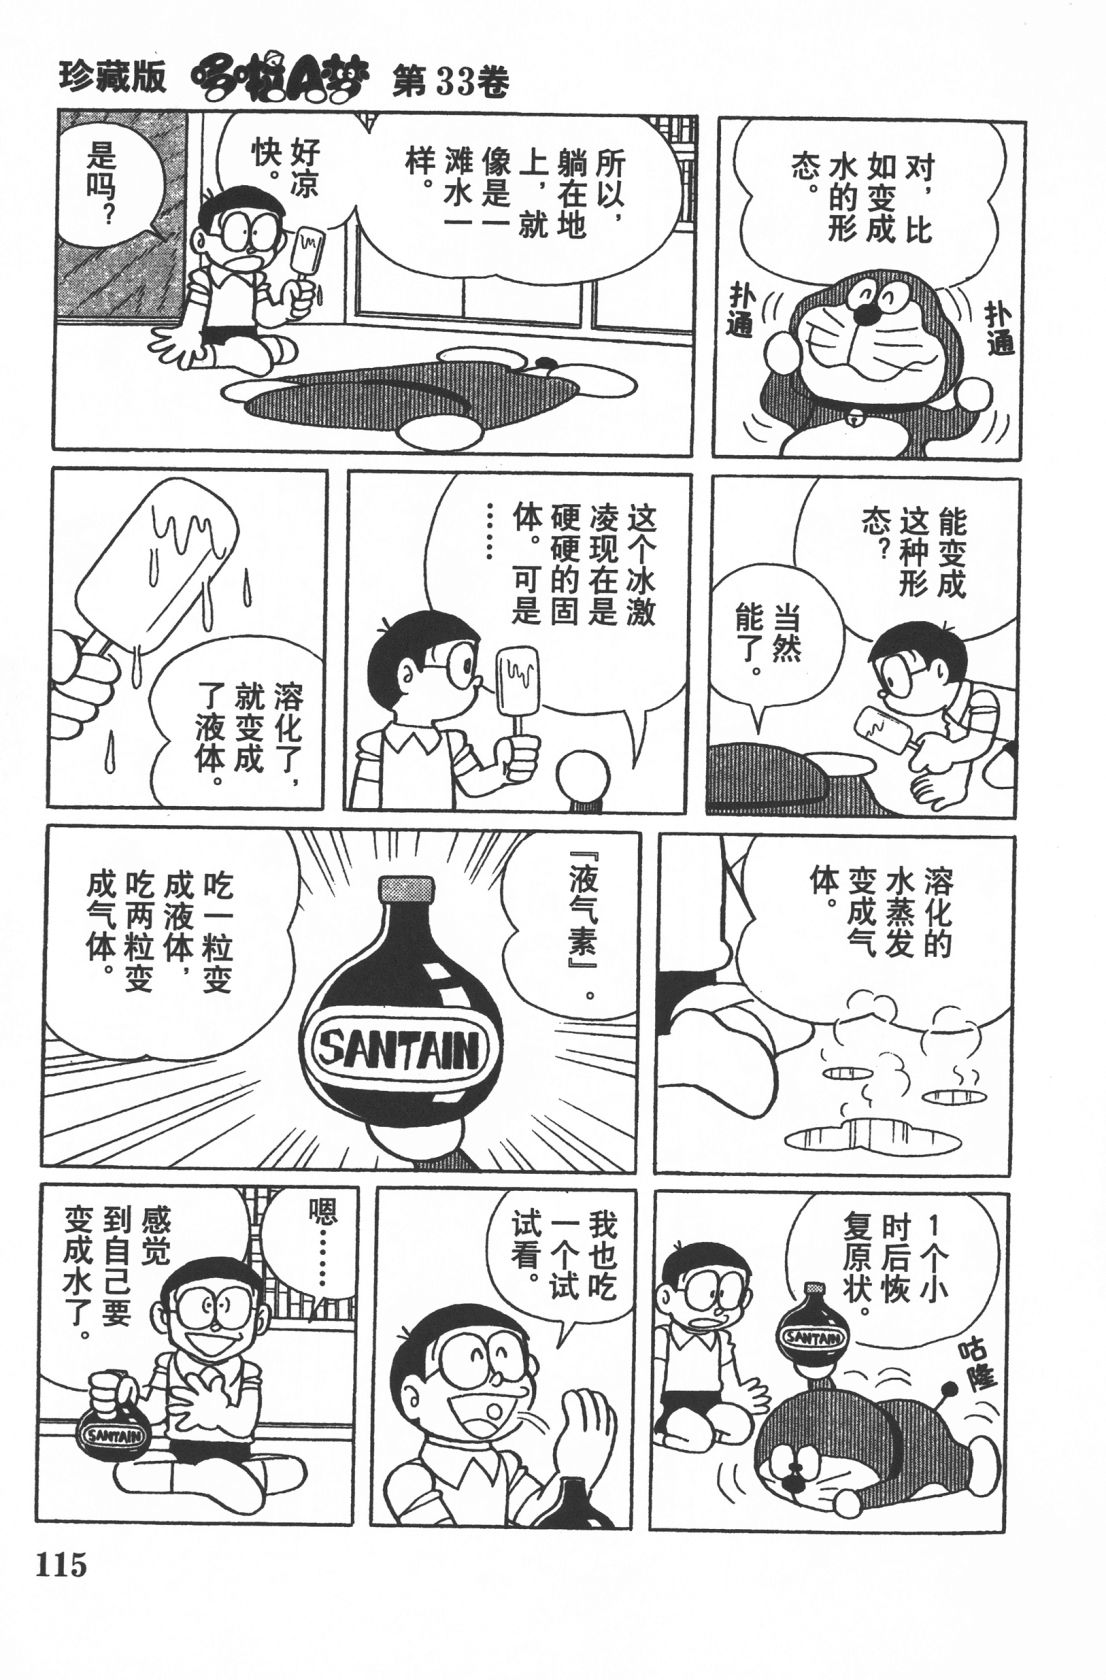 珍藏版 哆啦A梦 第33卷
对，比
如变成
水的形
态。
扑通
扑通
所以，
躺在地
上，就
像是一
滩水一
样。
好凉
快。
是吗？
能变成
这种形
态？
当然
能了。
这个冰激
凌现在是
硬硬的固
体。可是
……
溶化了，
就变成
了液体。
溶化的
水蒸发
变成气
体。
『液气素』。
SANTAIN
吃一粒变
成液体，
吃两粒变
成气体。
1个小
时后恢
复原状。
SANTAIN
咕隆
我也吃
一个试
试看。
嗯……
感觉
到自己要
变成水了。
SANTAIN
115